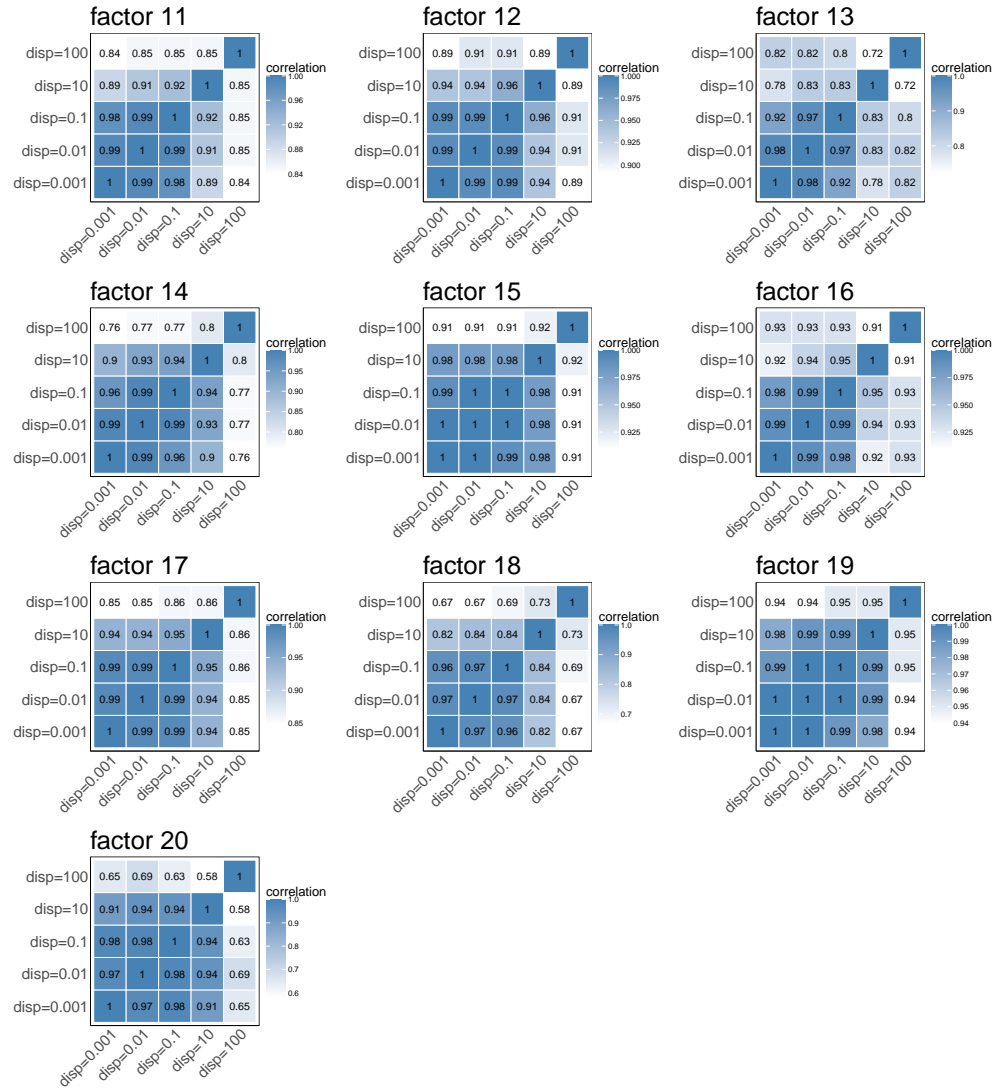 factor 11
disp=100 0.84 0.85 0.85 0.85 1
disp=10 0.89 0.91 0.92 1 0.85
disp=0.1 0.98 0.99 1 0.92 0.85
disp=0.01 0.99 1 0.99 0.91 0.85
disp=0.001 1 0.99 0.98 0.89 0.84
disp=0.001 disp=0.01 disp=0.1 disp=10 disp=100
correlation
1.00
0.96
0.92
0.88
0.84
factor 12
disp=100 0.89 0.91 0.91 0.89 1
disp=10 0.94 0.94 0.96 1 0.89
disp=0.1 0.99 0.99 1 0.96 0.91
disp=0.01 0.99 1 0.99 0.94 0.91
disp=0.001 1 0.99 0.99 0.94 0.89
disp=0.001 disp=0.01 disp=0.1 disp=10 disp=100
correlation
1.000
0.975
0.950
0.925
0.900
factor 13
disp=100 0.82 0.82 0.8 0.72 1
disp=10 0.78 0.83 0.83 1 0.72
disp=0.1 0.92 0.97 1 0.83 0.8
disp=0.01 0.98 1 0.97 0.83 0.82
disp=0.001 1 0.98 0.92 0.78 0.82
disp=0.001 disp=0.01 disp=0.1 disp=10 disp=100
correlation
1.0
0.9
0.8
factor 14
disp=100 0.76 0.77 0.77 0.8 1
disp=10 0.9 0.93 0.94 1 0.8
disp=0.1 0.96 0.99 1 0.94 0.77
disp=0.01 0.99 1 0.99 0.93 0.77
disp=0.001 1 0.99 0.96 0.9 0.76
disp=0.001 disp=0.01 disp=0.1 disp=10 disp=100
correlation
1.00
0.95
0.90
0.85
0.80
factor 15
disp=100 0.91 0.91 0.91 0.92 1
disp=10 0.98 0.98 0.98 1 0.92
disp=0.1 0.99 1 1 0.98 0.91
disp=0.01 1 1 1 0.98 0.91
disp=0.001 1 1 0.99 0.98 0.91
disp=0.001 disp=0.01 disp=0.1 disp=10 disp=100
correlation
1.000
0.975
0.950
0.925
factor 16
disp=100 0.93 0.93 0.93 0.91 1
disp=10 0.92 0.94 0.95 1 0.91
disp=0.1 0.98 0.99 1 0.95 0.93
disp=0.01 0.99 1 0.99 0.94 0.93
disp=0.001 1 0.99 0.98 0.92 0.93
disp=0.001 disp=0.01 disp=0.1 disp=10 disp=100
correlation
1.000
0.975
0.950
0.925
factor 17
disp=100 0.85 0.85 0.86 0.86 1
disp=10 0.94 0.94 0.95 1 0.86
disp=0.1 0.99 0.99 1 0.95 0.86
disp=0.01 0.99 1 0.99 0.94 0.85
disp=0.001 1 0.99 0.99 0.94 0.85
disp=0.001 disp=0.01 disp=0.1 disp=10 disp=100
correlation
1.00
0.95
0.90
0.85
factor 18
disp=100 0.67 0.67 0.69 0.73 1
disp=10 0.82 0.84 0.84 1 0.73
disp=0.1 0.96 0.97 1 0.84 0.69
disp=0.01 0.97 1 0.97 0.84 0.67
disp=0.001 1 0.97 0.96 0.82 0.67
disp=0.001 disp=0.01 disp=0.1 disp=10 disp=100
correlation
1.0
0.9
0.8
0.7
factor 19
disp=100 0.94 0.94 0.95 0.95 1
disp=10 0.98 0.99 0.99 1 0.95
disp=0.1 0.99 1 1 0.99 0.95
disp=0.01 1 1 1 0.99 0.94
disp=0.001 1 1 0.99 0.98 0.94
disp=0.001 disp=0.01 disp=0.1 disp=10 disp=100
correlation
1.00
0.99
0.98
0.97
0.96
0.95
0.94
factor 20
disp=100 0.65 0.69 0.63 0.58 1
disp=10 0.91 0.94 0.94 1 0.58
disp=0.1 0.98 0.98 1 0.94 0.63
disp=0.01 0.97 1 0.98 0.94 0.69
disp=0.001 1 0.97 0.98 0.91 0.65
disp=0.001 disp=0.01 disp=0.1 disp=10 disp=100
correlation
1.0
0.9
0.8
0.7
0.6